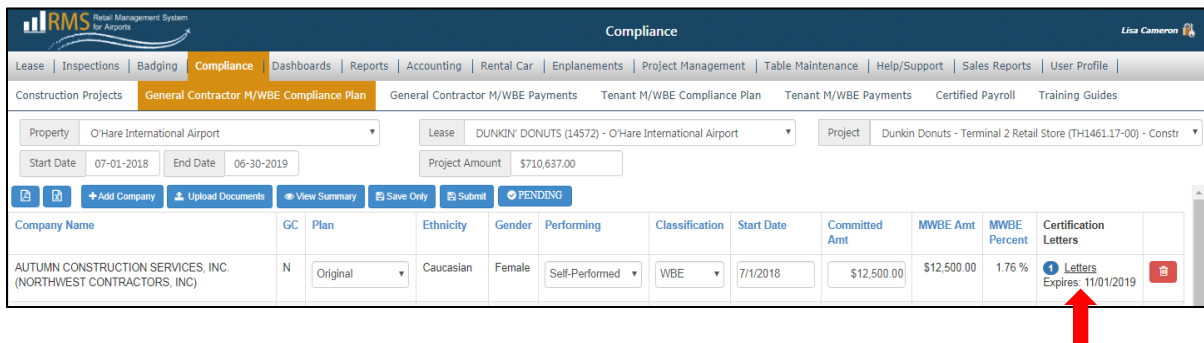 RMS Retail Management System
for Airports
Compliance
Lisa Cameron
Lease | Inspections | Badging | Compliance | Dashboards | Reports | Accounting | Rental Car | Enplanements | Project Management | Table Maintenance | Help/Support | Sales Reports | User Profile |
Construction Projects General Contractor M/WBE Compliance Plan General Contractor M/WBE Payments Tenant M/WBE Compliance Plan Tenant M/WBE Payments Certified Payroll Training Guides
Property O'Hare International Airport Lease DUNKIN' DONUTS (14572) - O'Hare International Airport Project Dunkin Donuts - Terminal 2 Retail Store (TH1461.17-00) - Constr
Start Date 07-01-2018 End Date 06-30-2019 Project Amount $710,637.00
+Add Company Upload Documents View Summary Save Only Submit PENDING
Company Name GC Plan Ethnicity Gender Performing Classification Start Date Committed MWBE Amt MWBE Certification
Amt Percent Letters
AUTUMN CONSTRUCTION SERVICES, INC. N Original Caucasian Female Self-Performed WBE 7/1/2018 $12,500.00 $12,500.00 1.76 % 1 Letters
(NORTHWEST CONTRACTORS, INC) Expires: 11/01/2019